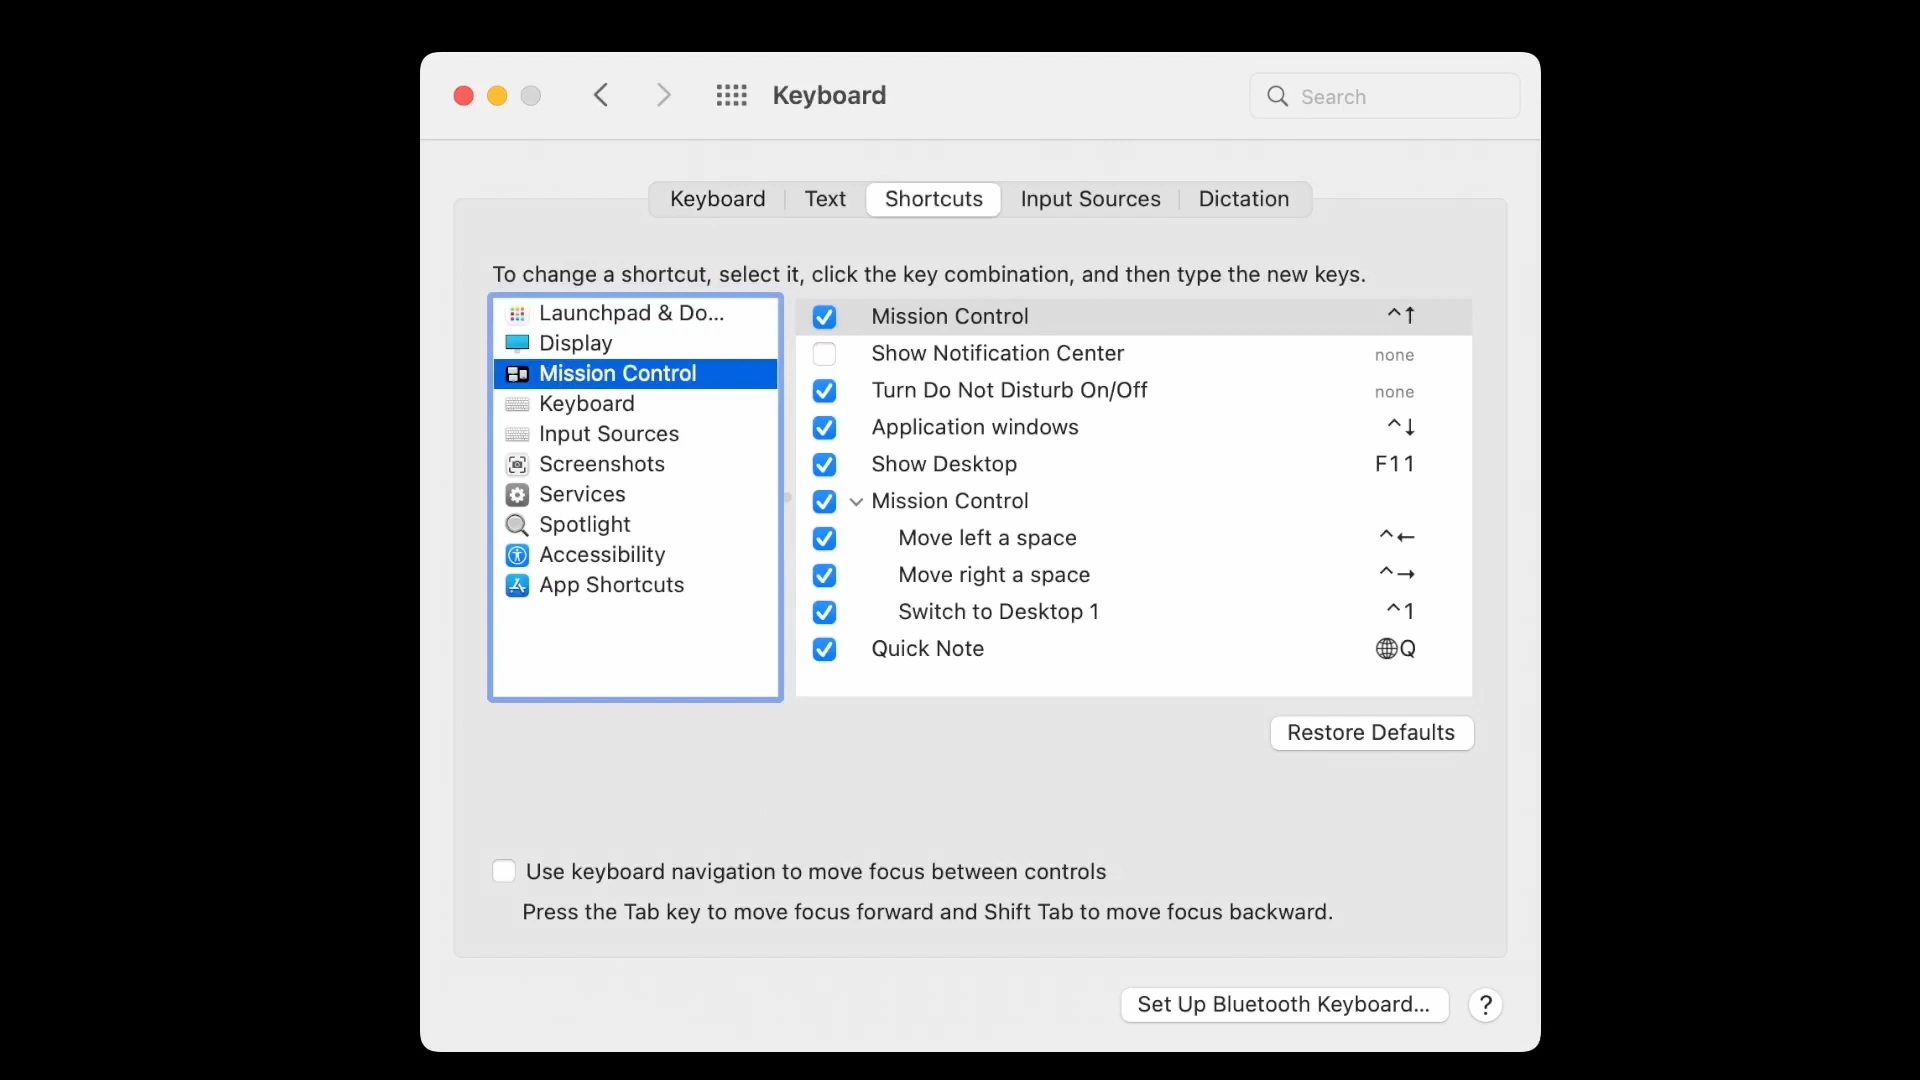 Keyboard
Search
Keyboard Text Shortcuts Input Sources Dictation
To change a shortcut, select it, click the key combination, and then type the new keys.
Launchpad & Do...
Display
Mission Control
Keyboard
Input Sources
Screenshots
Services
Spotlight
Accessibility
App Shortcuts
Mission Control ^↑
Show Notification Center none
Turn Do Not Disturb On/Off none
Application windows ^↓
Show Desktop F11
Mission Control
Move left a space ^←
Move right a space ^→
Switch to Desktop 1 ^1
Quick Note 🌐Q
Restore Defaults
Use keyboard navigation to move focus between controls
Press the Tab key to move focus forward and Shift Tab to move focus backward.
Set Up Bluetooth Keyboard... ?